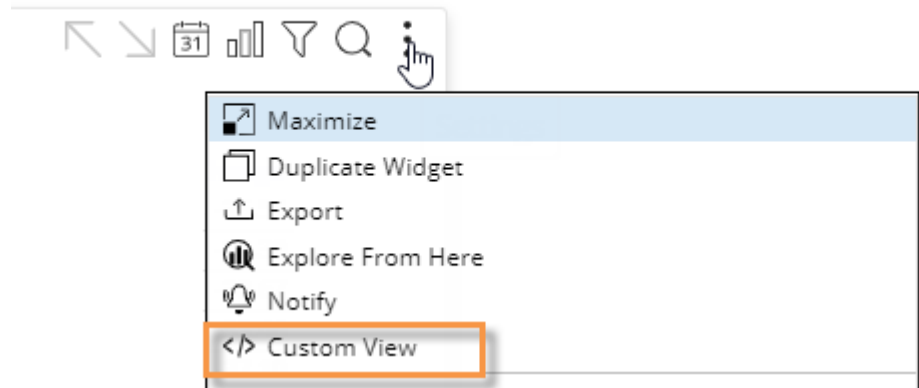 31
Maximize
Duplicate Widget
Export
Explore From Here
Notify
</> Custom View